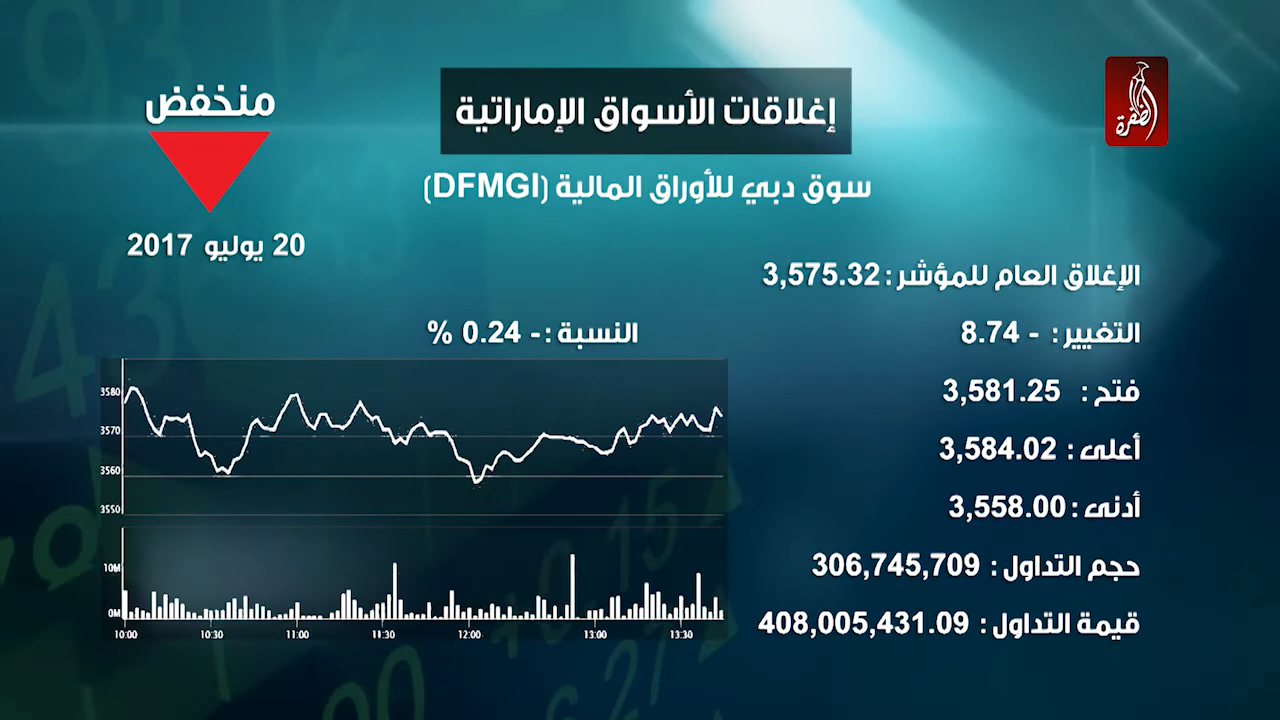 إغلاقات الأسواق الإماراتية
الظفرة
منخفض
سوق دبي للأوراق المالية (DFMGI)
20 يوليو 2017
الإغلاق العام للمؤشر : 3,575.32
التغيير : - 8.74
النسبة : - 0.24 %
فتح : 3,581.25
أعلى : 3,584.02
أدنى : 3,558.00
حجم التداول : 306,745,709
قيمة التداول : 408,005,431.09
3580
3570
3560
3550
10M
0M
10:00 10:30 11:00 11:30 12:00 13:00 13:30